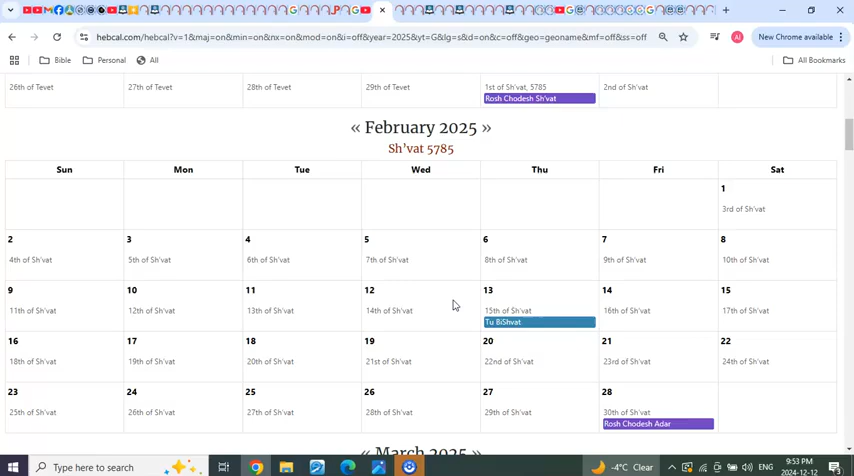 hebcal.com/hebcal?v=1&maj=on&min=on&nx=on&mod=on&i=off&year=2025&yt=G&lg=s&d=on&c=off&geo=geoname&mf=off&ss=off
New Chrome available
Bible Personal All All Bookmarks
26th of Tevet 27th of Tevet 28th of Tevet 29th of Tevet 1st of Sh'vat, 5785 2nd of Sh'vat
Rosh Chodesh Sh'vat
« February 2025 »
Sh'vat 5785
Sun Mon Tue Wed Thu Fri Sat
1
3rd of Sh'vat
2 3 4 5 6 7 8
4th of Sh'vat 5th of Sh'vat 6th of Sh'vat 7th of Sh'vat 8th of Sh'vat 9th of Sh'vat 10th of Sh'vat
9 10 11 12 13 14 15
11th of Sh'vat 12th of Sh'vat 13th of Sh'vat 14th of Sh'vat 15th of Sh'vat 16th of Sh'vat 17th of Sh'vat
Tu BiShvat
16 17 18 19 20 21 22
18th of Sh'vat 19th of Sh'vat 20th of Sh'vat 21st of Sh'vat 22nd of Sh'vat 23rd of Sh'vat 24th of Sh'vat
23 24 25 26 27 28
25th of Sh'vat 26th of Sh'vat 27th of Sh'vat 28th of Sh'vat 29th of Sh'vat 30th of Sh'vat
Rosh Chodesh Adar
« March 2025 »
Type here to search
-4°C Clear
ENG
9:53 PM
2024-12-12